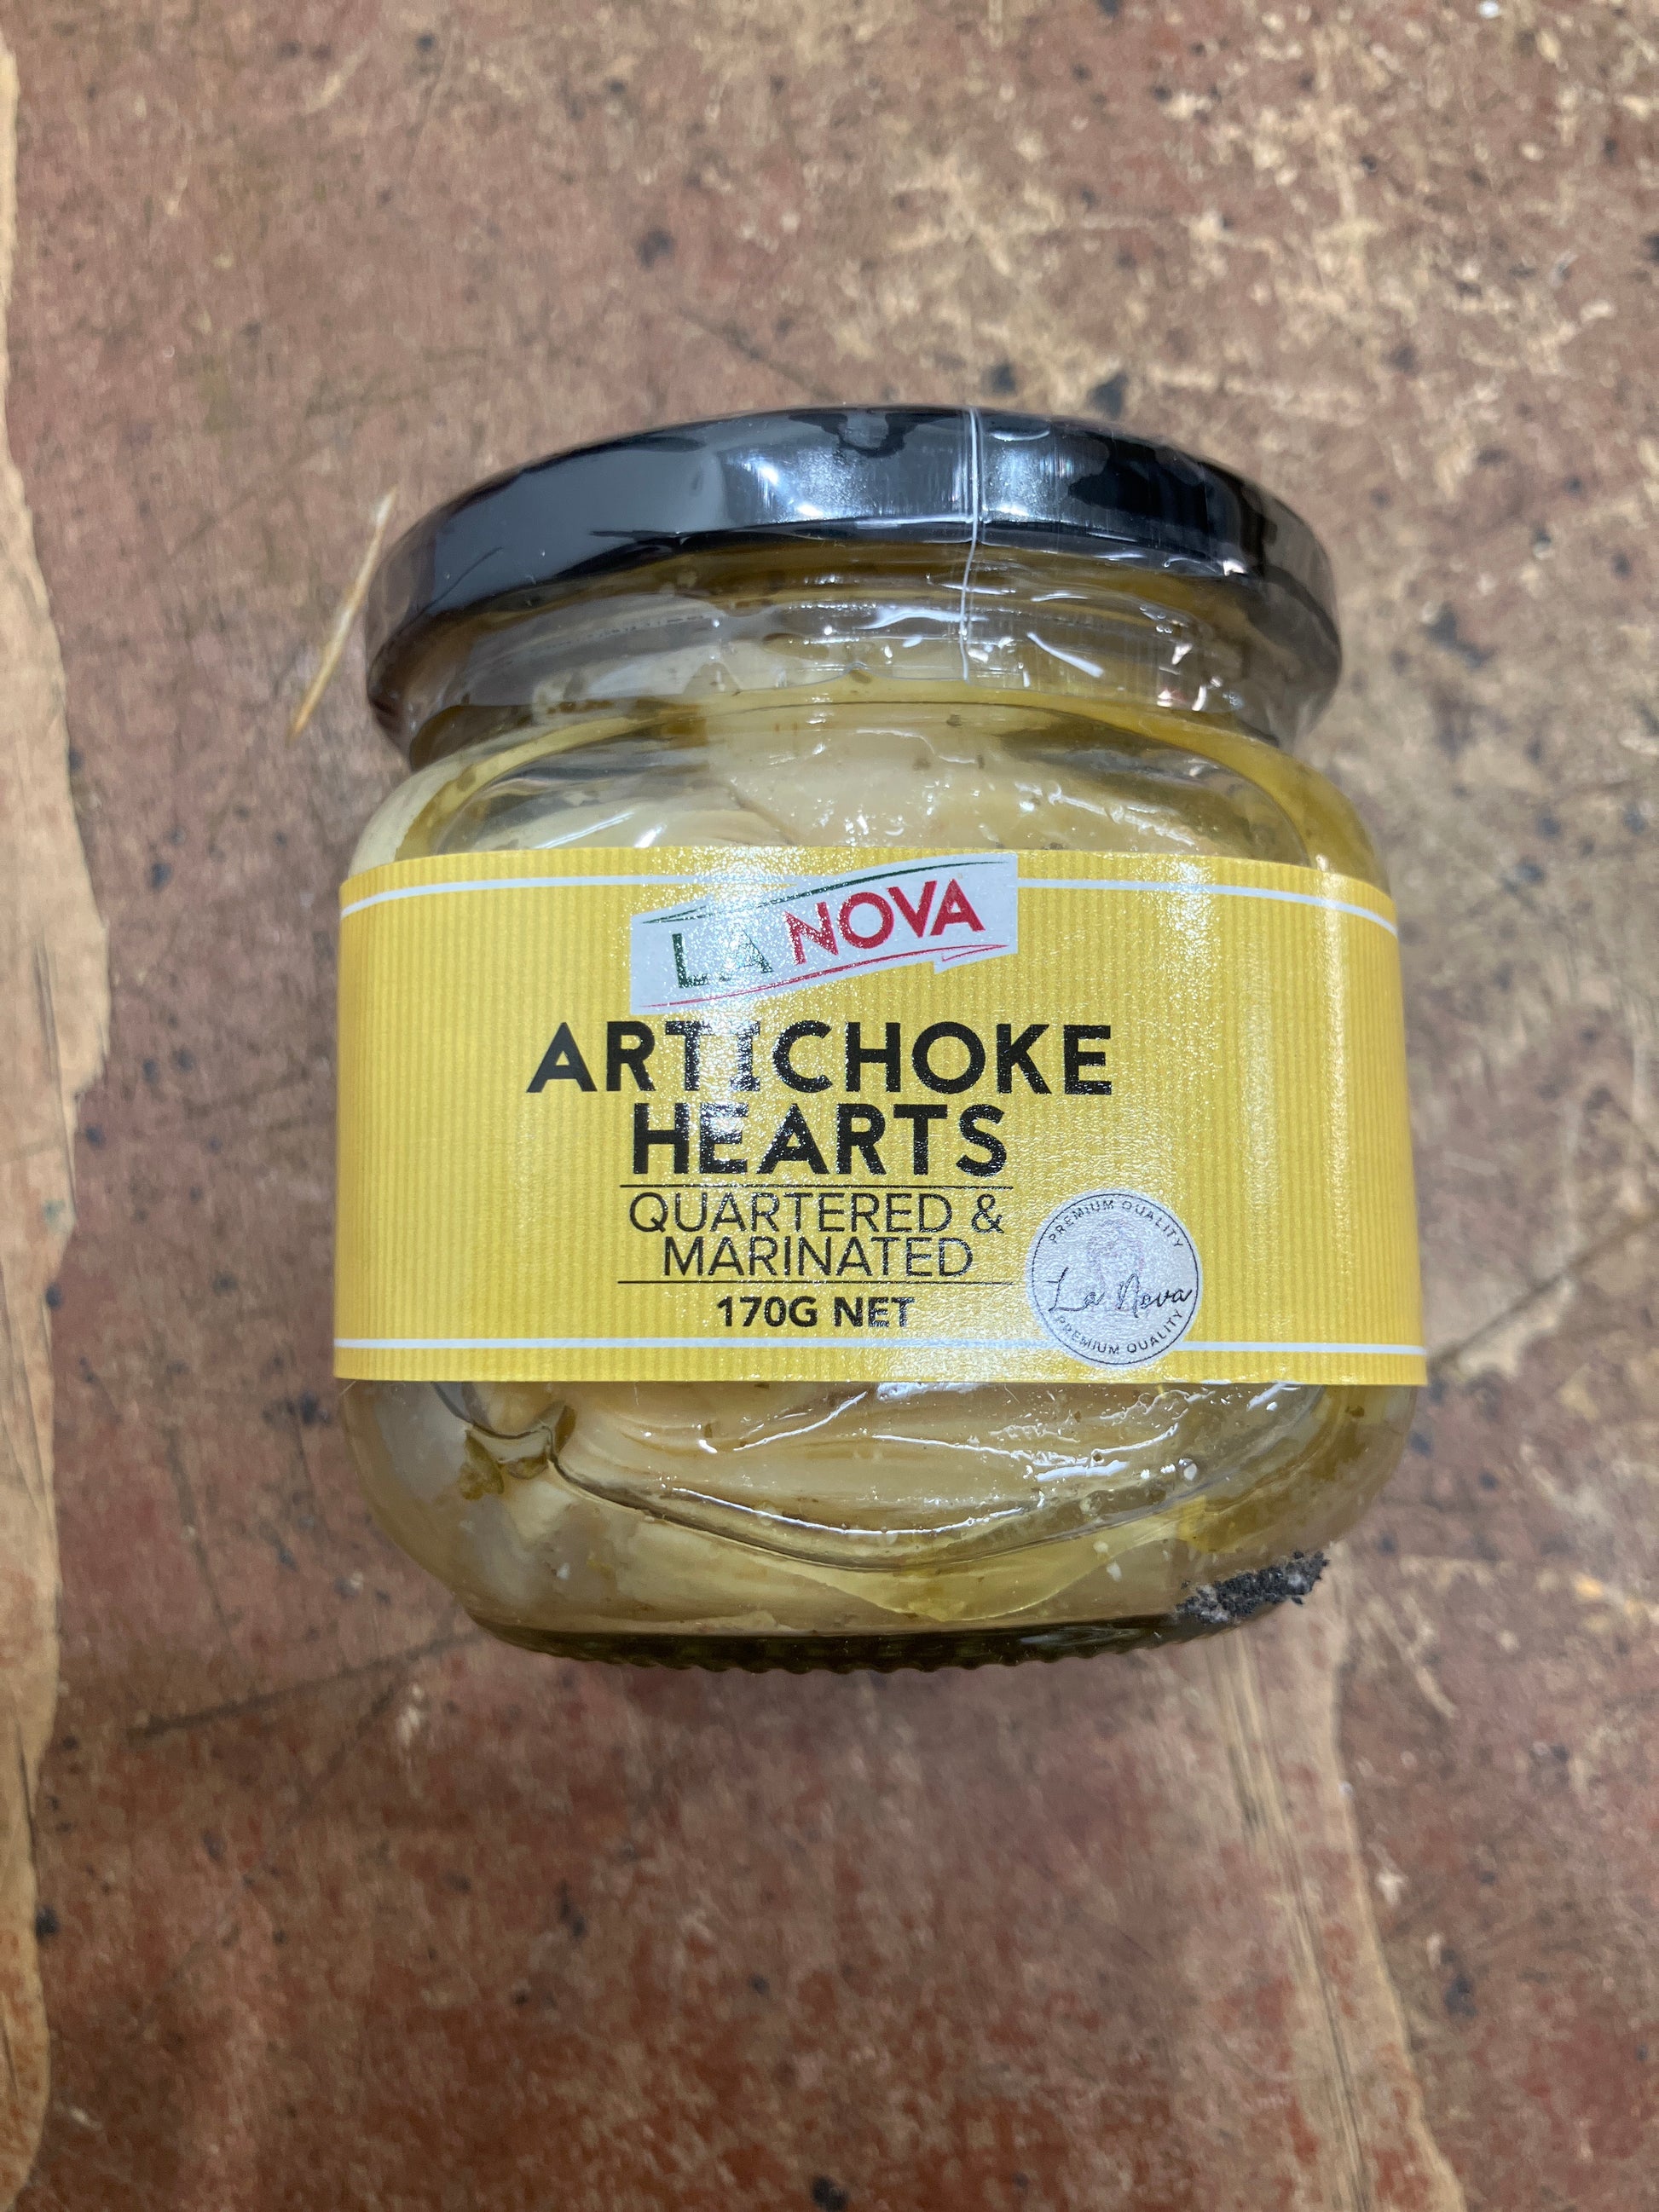 LA NOVA
ARTICHOKE
HEARTS
QUARTERED &
MARINATED
170G NET
PREMIUM QUALITY
La Nova
PREMIUM QUALITY